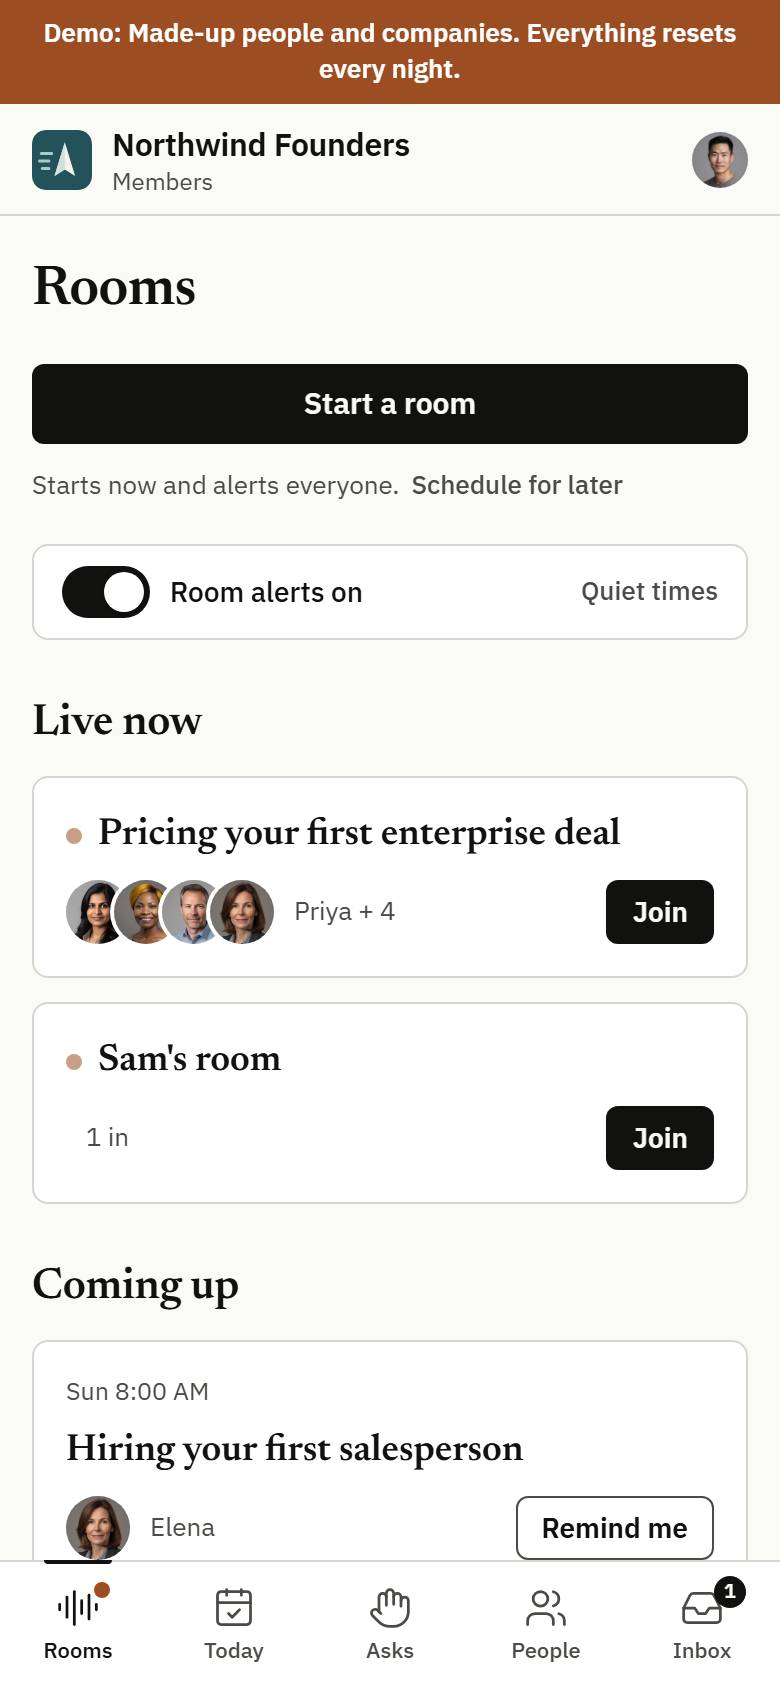 Demo: Made-up people and companies. Everything resets
every night.
Northwind Founders
Members
Rooms
Start a room
Starts now and alerts everyone. Schedule for later
Room alerts on Quiet times
Live now
Pricing your first enterprise deal
Priya + 4 Join
Sam's room
1 in Join
Coming up
Sun 8:00 AM
Hiring your first salesperson
Elena Remind me
1
Rooms Today Asks People Inbox